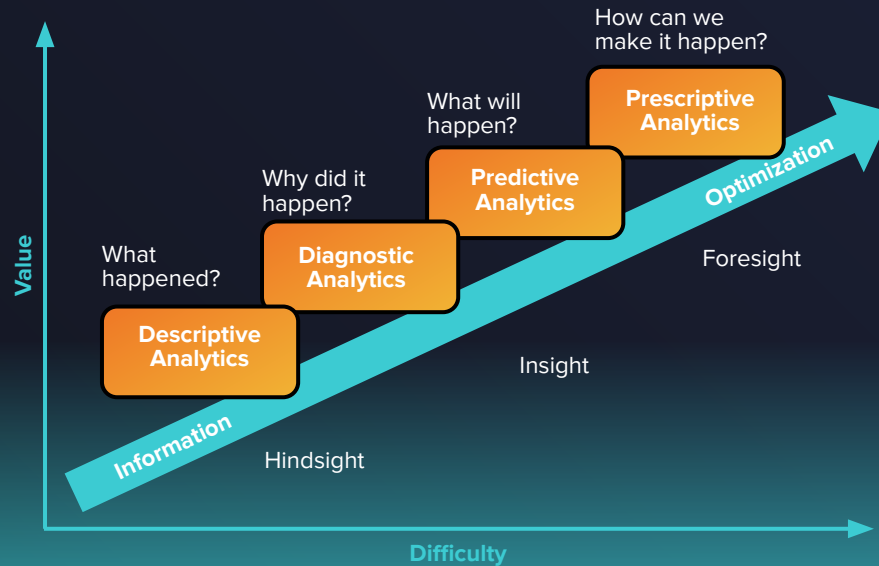 How can we
make it happen?
Prescriptive
Analytics
What will
happen?
Predictive
Analytics
Why did it
happen?
Diagnostic
Analytics
What
happened?
Descriptive
Analytics
Value
Information
Optimization
Hindsight
Insight
Foresight
Difficulty